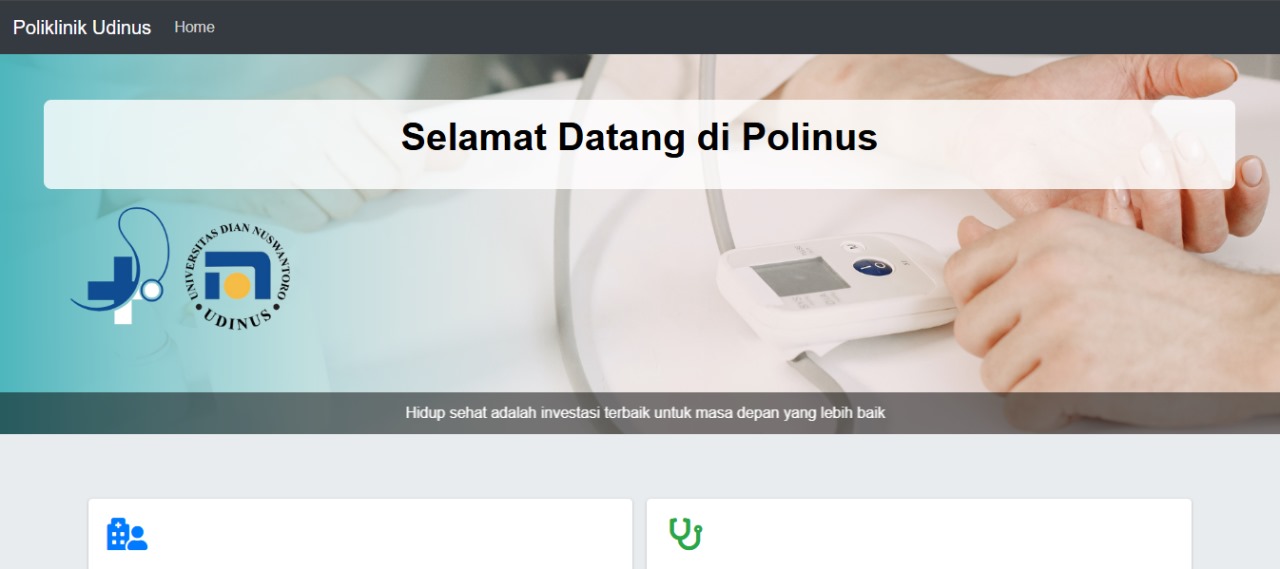 Poliklinik Udinus
Home
Selamat Datang di Polinus
UNIVERSITAS DIAN NUSWANTORO
• UDINUS •
Hidup sehat adalah investasi terbaik untuk masa depan yang lebih baik